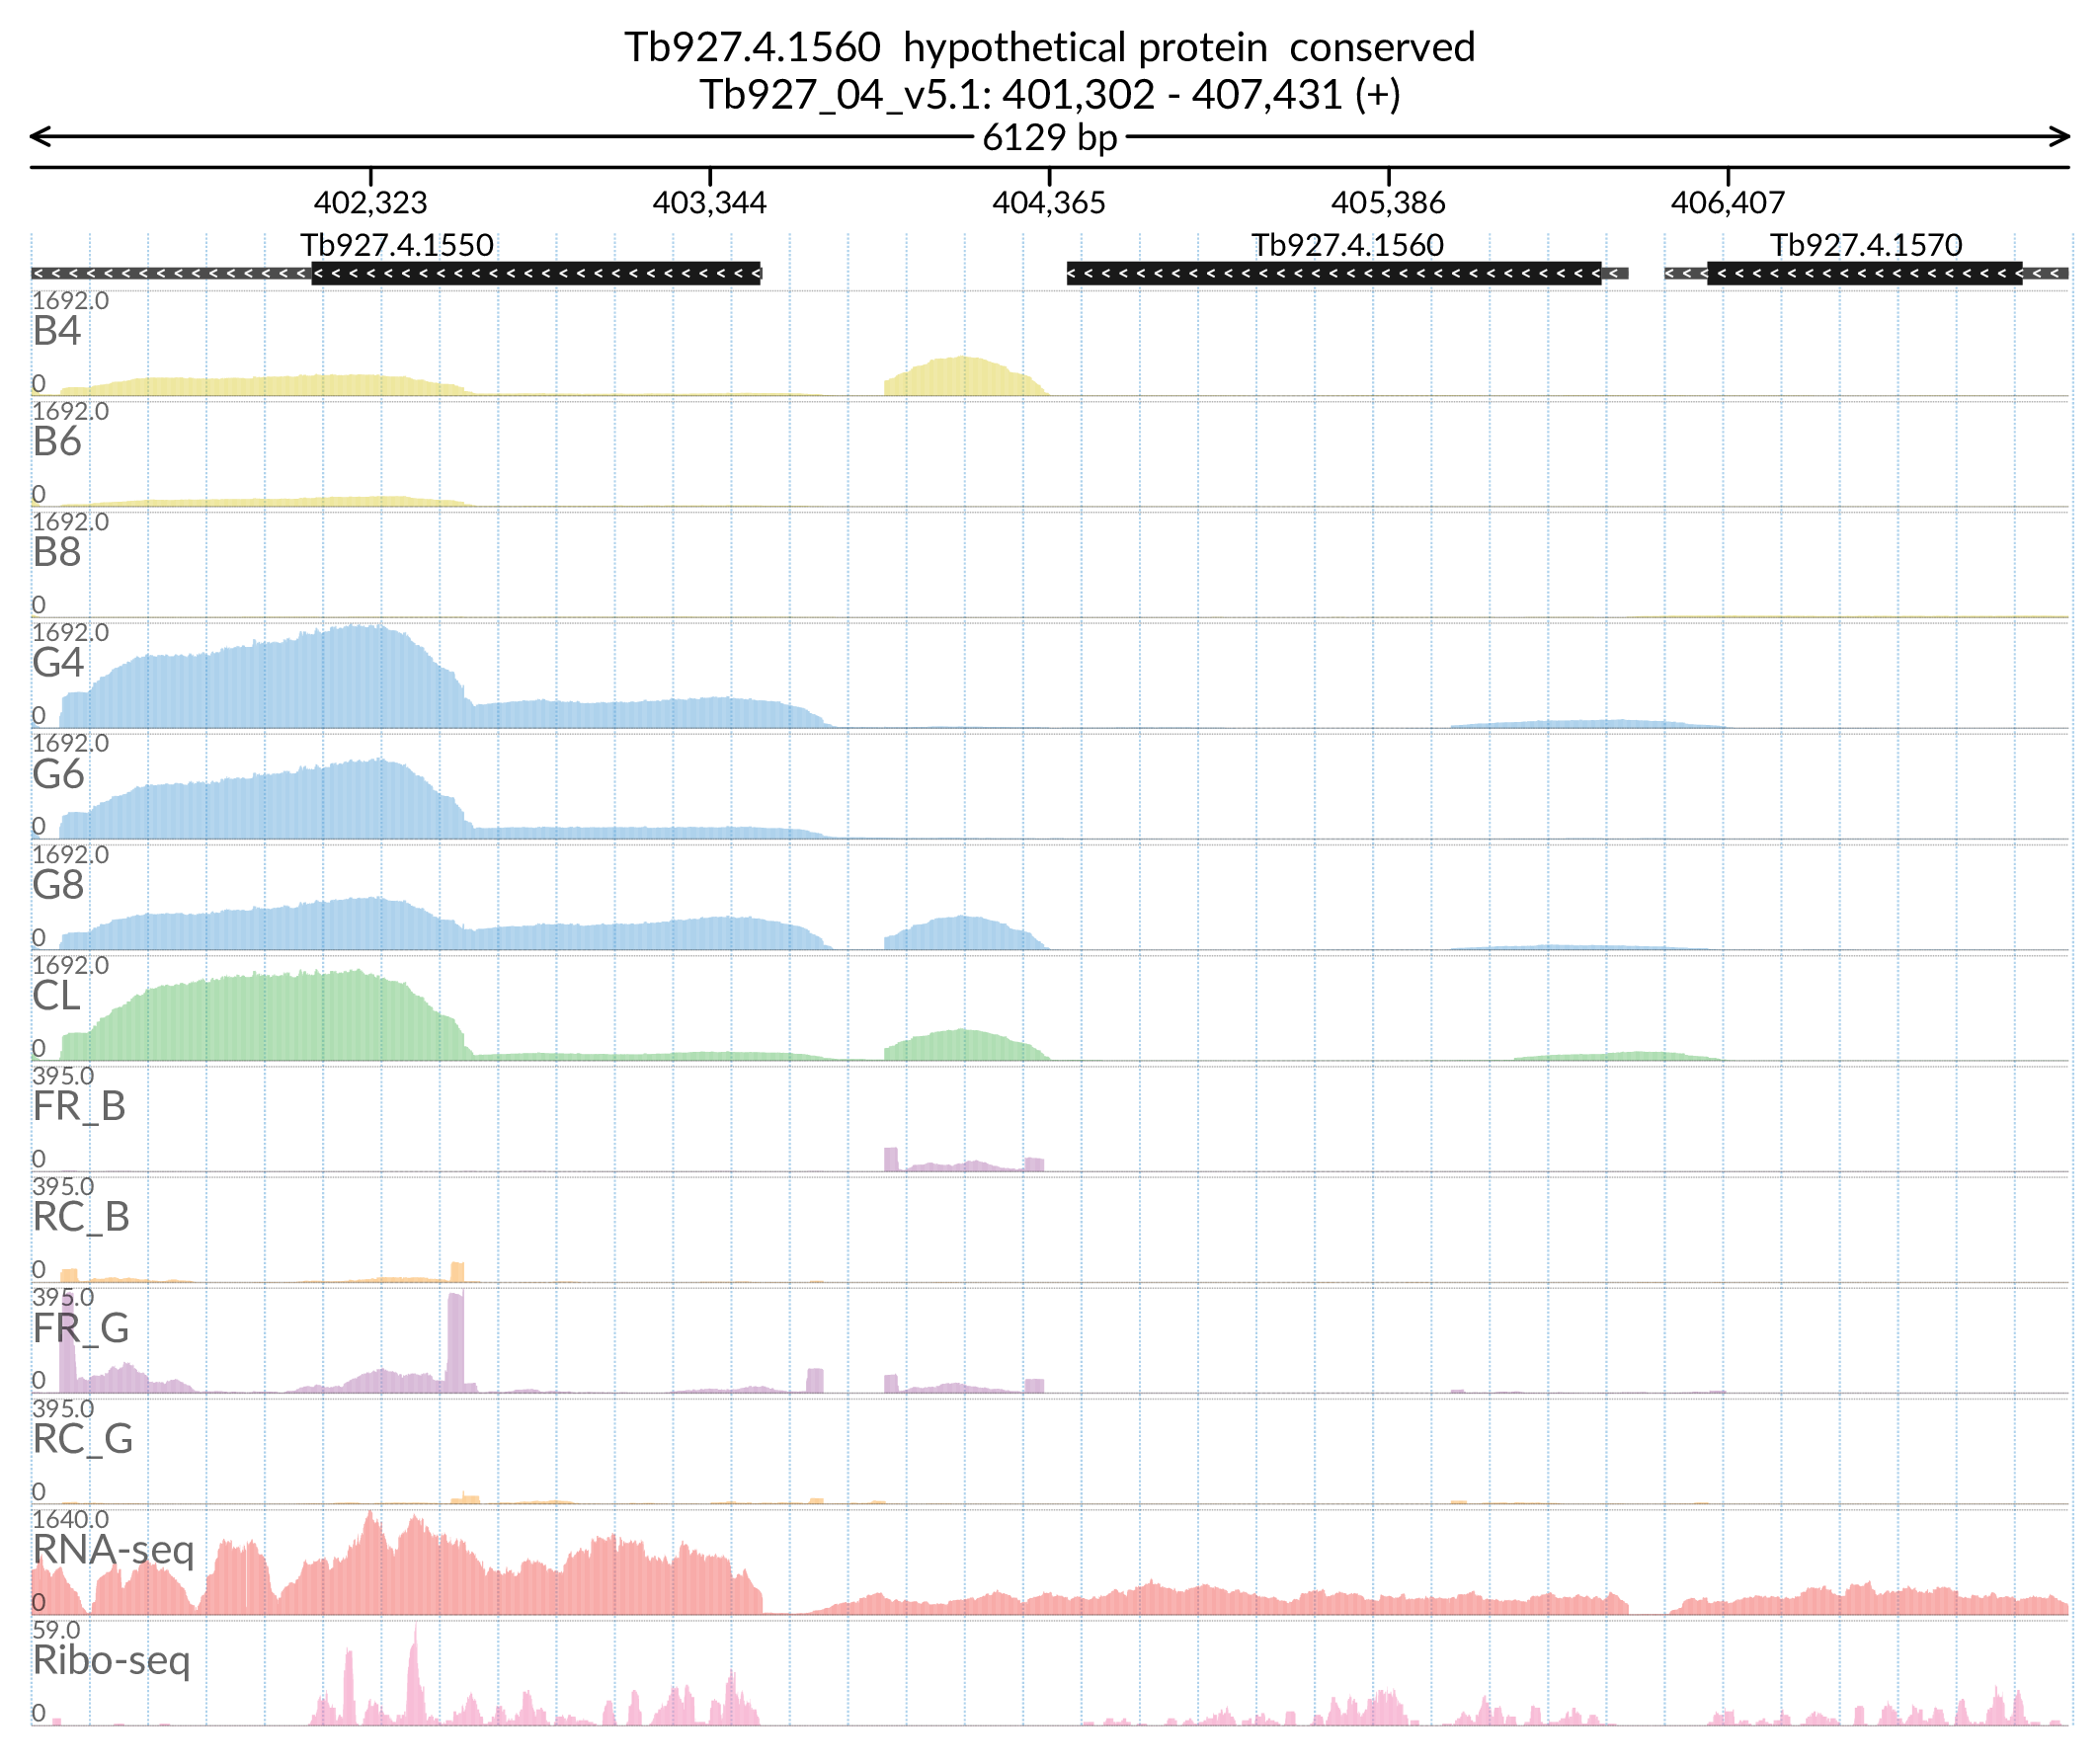 Tb927.4.1560  hypothetical protein  conserved
Tb927_04_v5.1: 401,302 - 407,431 (+)
6129 bp
402,323 403,344 404,365 405,386 406,407
Tb927.4.1550 Tb927.4.1560 Tb927.4.1570
1692.0
B4
0
1692.0
B6
0
1692.0
B8
0
1692.0
G4
0
1692.0
G6
0
1692.0
G8
0
1692.0
CL
0
395.0
FR_B
0
395.0
RC_B
0
395.0
FR_G
0
395.0
RC_G
0
1640.0
RNA-seq
0
59.0
Ribo-seq
0